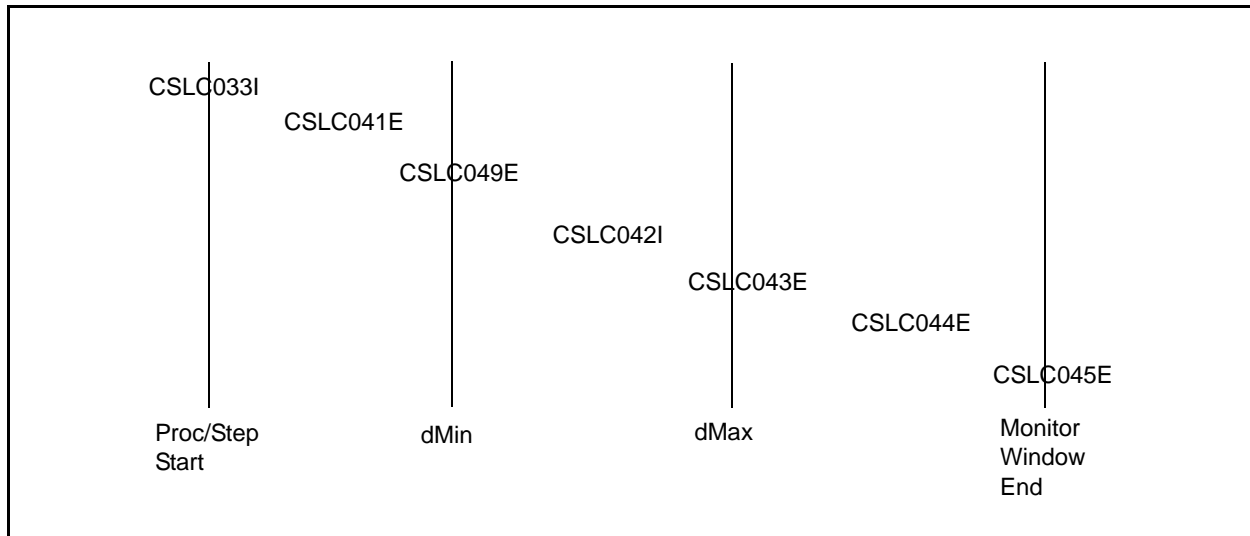 CSLC033I
CSLC041E
CSLC049E
CSLC042I
CSLC043E
CSLC044E
CSLC045E
Proc/Step
Start
dMin
dMax
Monitor
Window
End